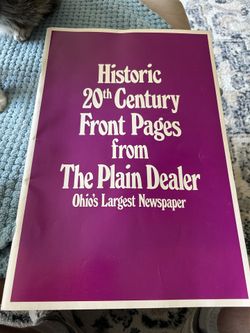 Historic
20th Century
Front Pages
from
The Plain Dealer
Ohio's Largest Newspaper